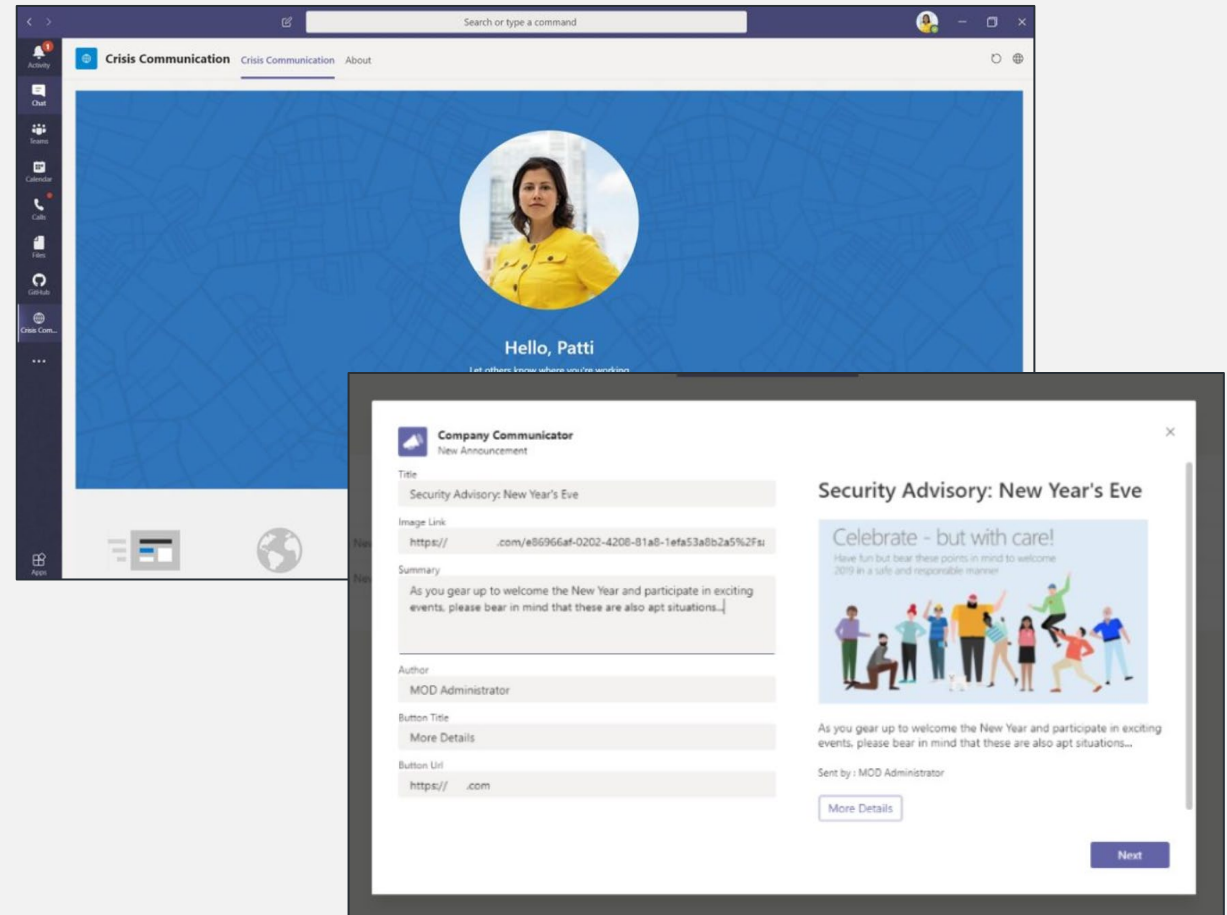 Search or type a command
1
Activity
Chat
Teams
Calendar
Calls
Files
GitHub
Crisis Com...
Apps
Crisis Communication
Crisis Communication
About
Hello, Patti
Let others know where you're working
Company Communicator
New Announcement
Title
Security Advisory: New Year's Eve
Image Link
https:// .com/e86966af-0202-4208-81a8-1efa53a8b2a5%2Fs
Summary
As you gear up to welcome the New Year and participate in exciting
events, please bear in mind that these are also apt situations...
Author
MOD Administrator
Button Title
More Details
Button Url
https:// .com
Security Advisory: New Year's Eve
Celebrate - but with care!
Have fun but bear these points in mind to welcome
2019 in a safe and responsible manner
As you gear up to welcome the New Year and participate in exciting
events, please bear in mind that these are also apt situations...
Sent by : MOD Administrator
More Details
Next